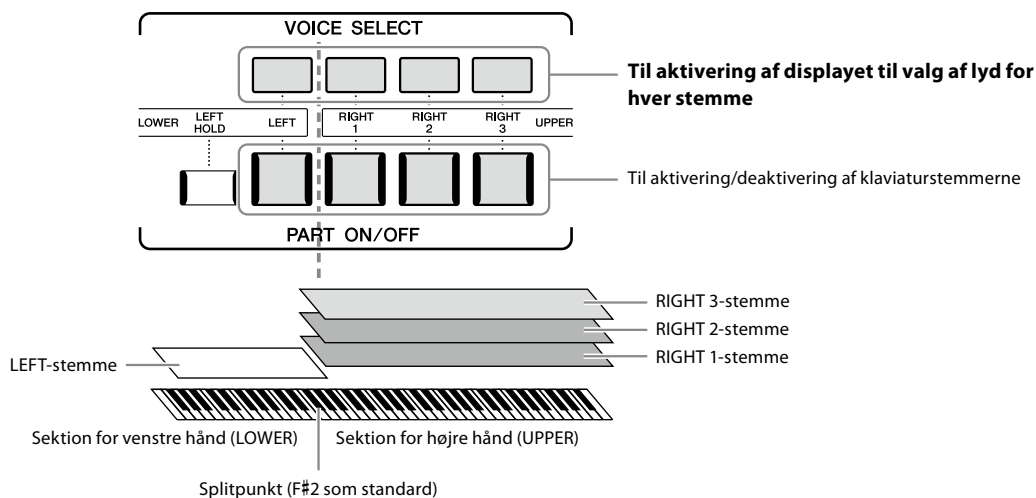 VOICE SELECT
Til aktivering af displayet til valg af lyd for
hver stemme
LOWER
LEFT
HOLD
LEFT
RIGHT
1
RIGHT
2
RIGHT
3
UPPER
Til aktivering/deaktivering af klaviaturstemmerne
PART ON/OFF
RIGHT 3-stemme
RIGHT 2-stemme
RIGHT 1-stemme
LEFT-stemme
Sektion for venstre hånd (LOWER)
Sektion for højre hånd (UPPER)
Splitpunkt (F#2 som standard)